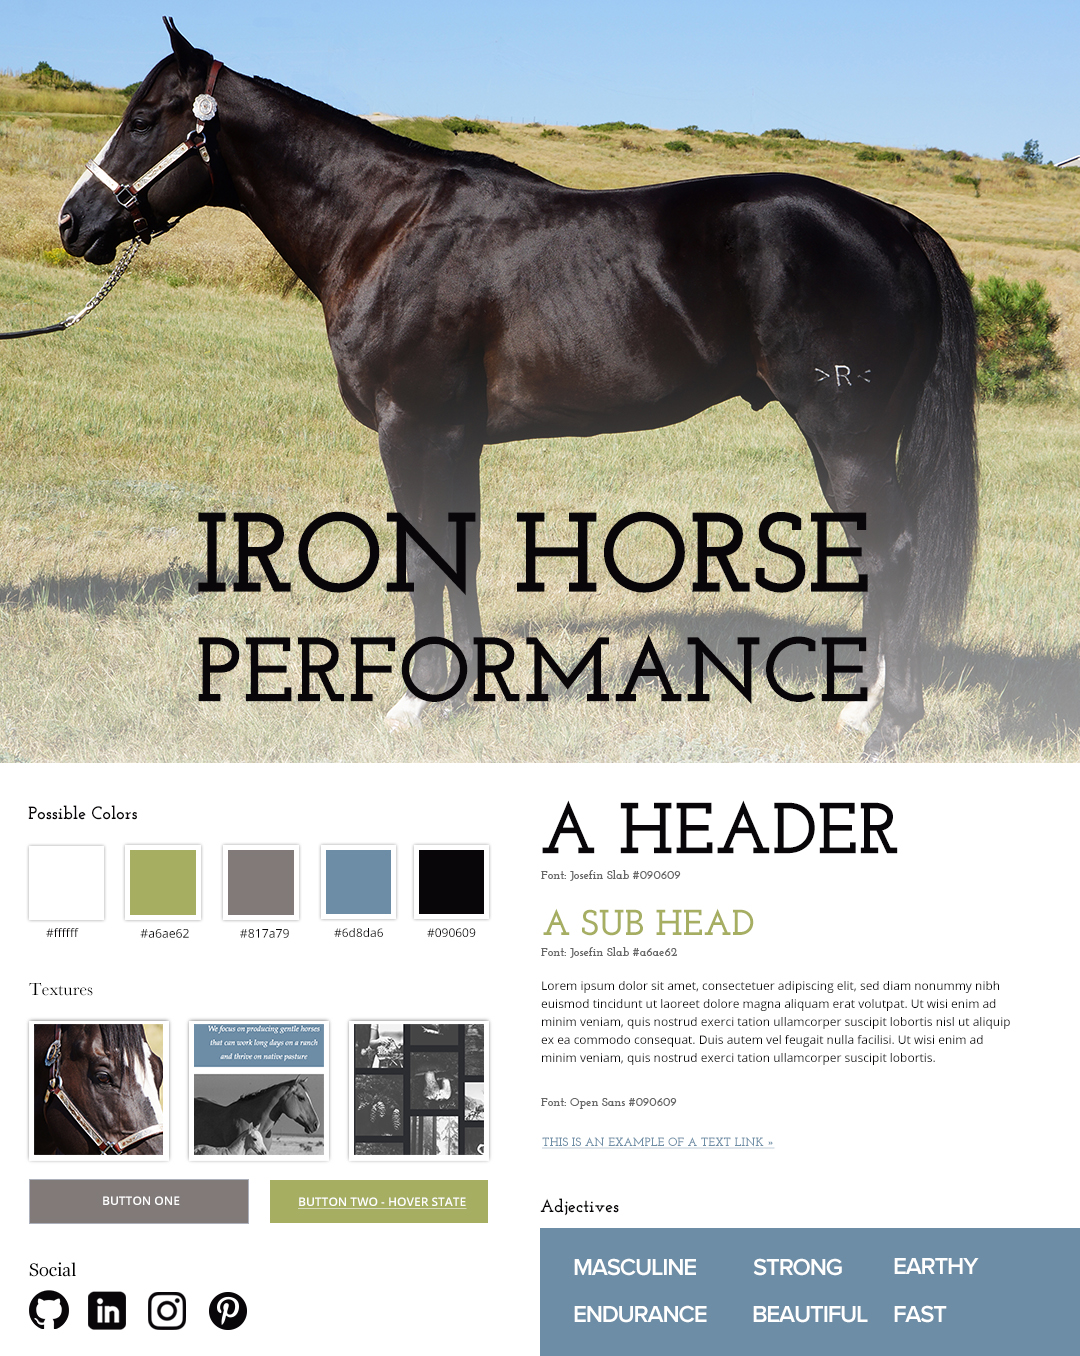 >R<
IRON HORSE
PERFORMANCE
Possible Colors
#ffffff
#a6ae62
#817a79
#6d8da6
#090609
Textures
We focus on producing gentle horses
that can work long days on a ranch
and thrive on native pasture
BUTTON ONE
BUTTON TWO - HOVER STATE
Social
in
A HEADER
Font: Josefin Slab #090609
A SUB HEAD
Font: Josefin Slab #a6ae62
Lorem ipsum dolor sit amet, consectetuer adipiscing elit, sed diam nonummy nibh
euismod tincidunt ut laoreet dolore magna aliquam erat volutpat. Ut wisi enim ad
minim veniam, quis nostrud exerci tation ullamcorper suscipit lobortis nisl ut aliquip
ex ea commodo consequat. Duis autem vel feugait nulla facilisi. Ut wisi enim ad
minim veniam, quis nostrud exerci tation ullamcorper suscipit lobortis.
Font: Open Sans #090609
THIS IS AN EXAMPLE OF A TEXT LINK »
Adjectives
MASCULINE STRONG EARTHY
ENDURANCE BEAUTIFUL FAST